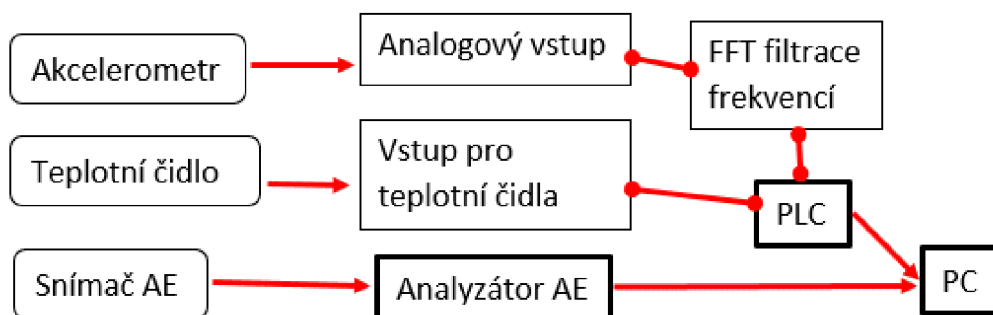 Akcelerometr
Analogový vstup
FFT filtrace
frekvencí
Teplotní čidlo
Vstup pro
teplotní čidla
PLC
Snímač AE
Analyzátor AE
PC